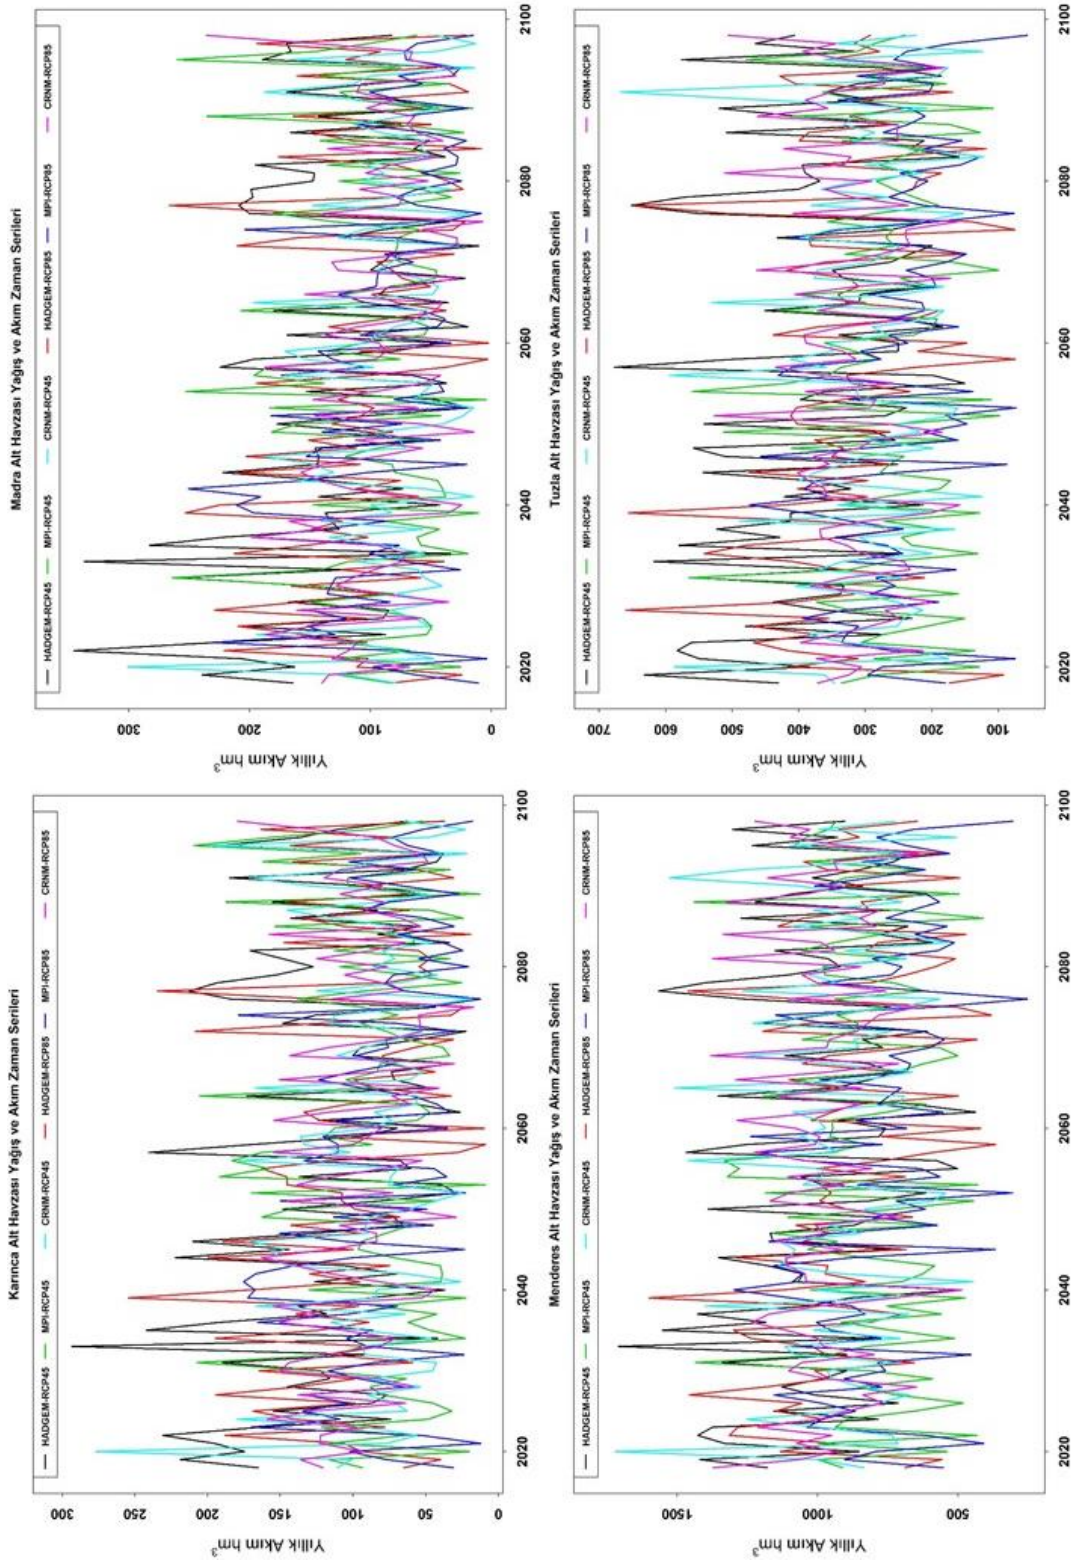 Karınca Alt Havzası Yağış ve Akım Zaman Serileri
HADGEM-RCP45 MPI-RCP45 CRNM-RCP45 HADGEM-RCP85 MPI-RCP85 CRNM-RCP85
Yıllık Akım hm³
300
250
200
150
100
50
0
2020 2040 2060 2080 2100
Madra Alt Havzası Yağış ve Akım Zaman Serileri
HADGEM-RCP45 MPI-RCP45 CRNM-RCP45 HADGEM-RCP85 MPI-RCP85 CRNM-RCP85
Yıllık Akım hm³
300
200
100
0
2020 2040 2060 2080 2100
Menderes Alt Havzası Yağış ve Akım Zaman Serileri
HADGEM-RCP45 MPI-RCP45 CRNM-RCP45 HADGEM-RCP85 MPI-RCP85 CRNM-RCP85
Yıllık Akım hm³
1500
1000
500
2020 2040 2060 2080 2100
Tuzla Alt Havzası Yağış ve Akım Zaman Serileri
HADGEM-RCP45 MPI-RCP45 CRNM-RCP45 HADGEM-RCP85 MPI-RCP85 CRNM-RCP85
Yıllık Akım hm³
700
600
500
400
300
200
100
2020 2040 2060 2080 2100